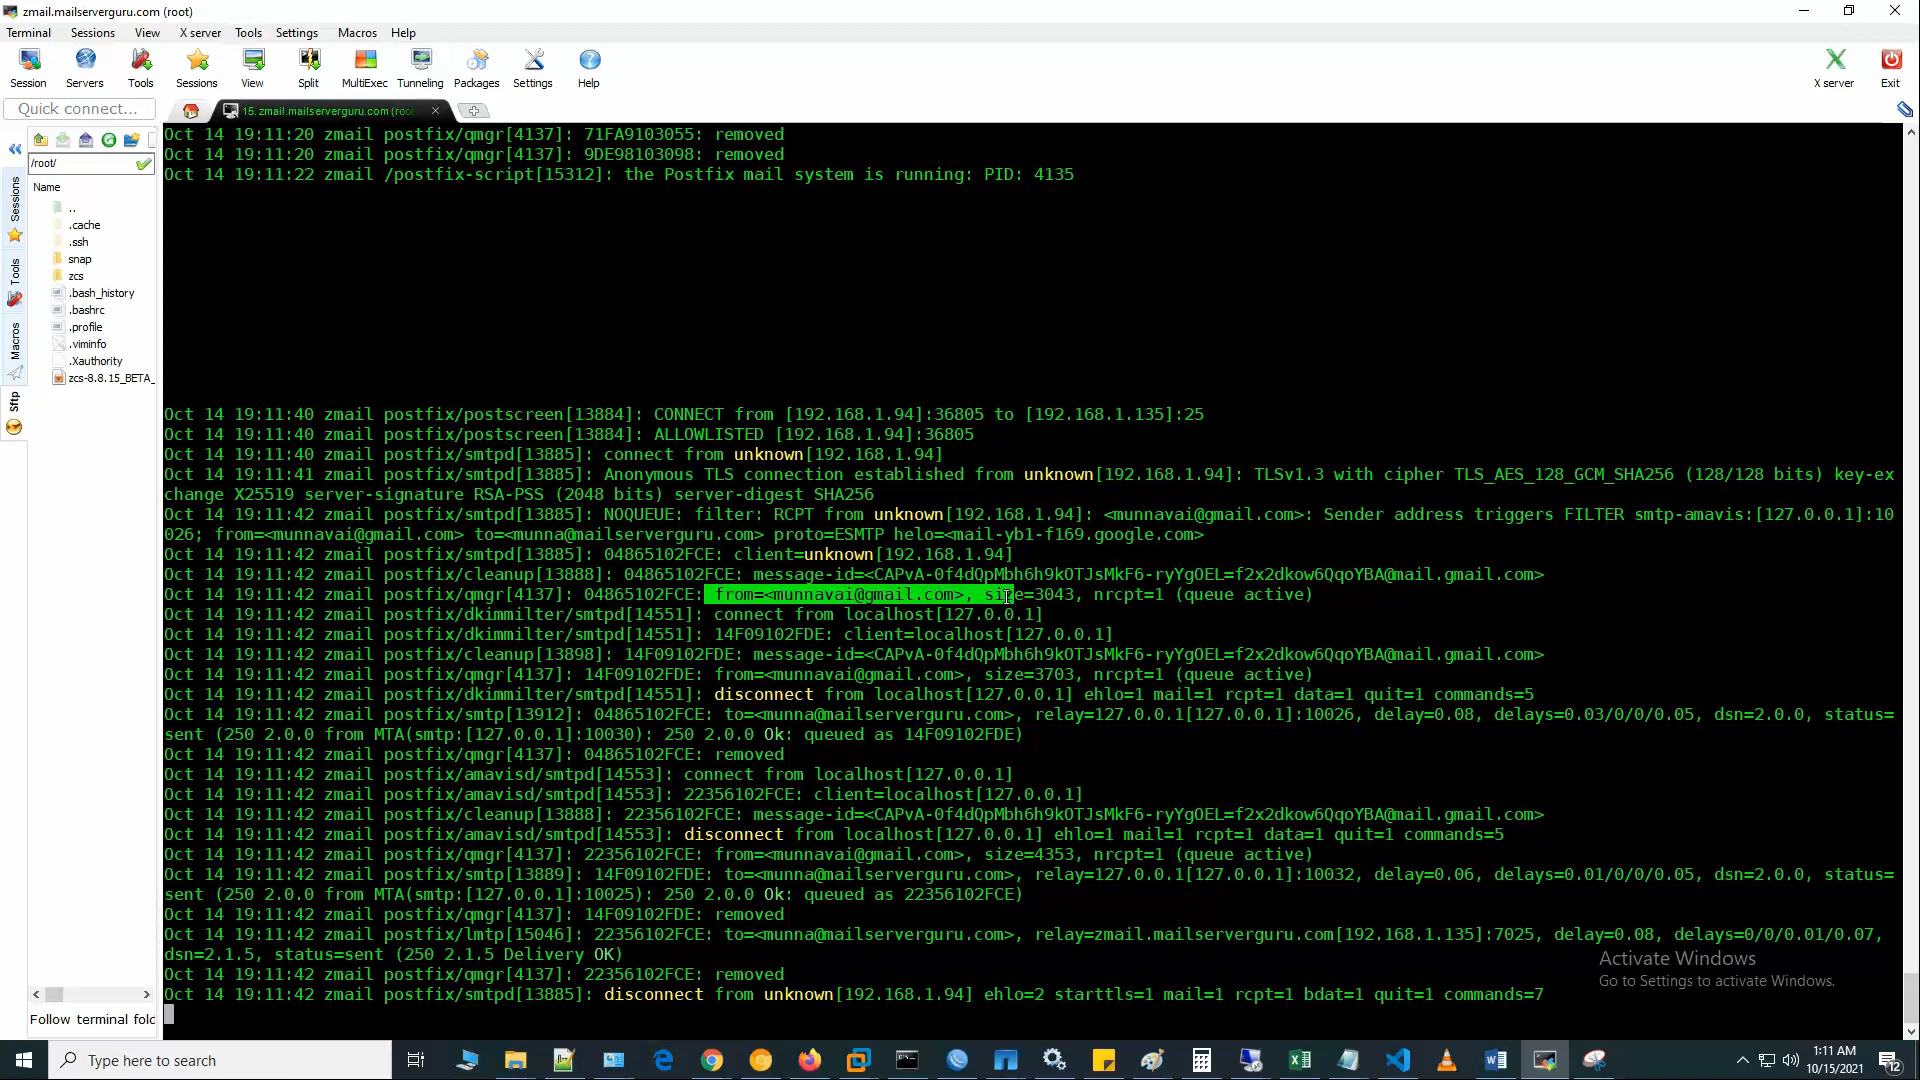 zmail.mailserverguru.com (root)
Terminal Sessions View X server Tools Settings Macros Help
Session Servers Tools Sessions View Split MultiExec Tunneling Packages Settings Help X server Exit
Quick connect...
15. zmail.mailserverguru.com (roo
/root/
Name
..
.cache
.ssh
snap
zcs
.bash_history
.bashrc
.profile
.viminfo
.Xauthority
zcs-8.8.15_BETA_
Sessions
Tools
Macros
Sftp
Follow terminal fold
Oct 14 19:11:20 zmail postfix/qmgr[4137]: 71FA9103055: removed
Oct 14 19:11:20 zmail postfix/qmgr[4137]: 9DE98103098: removed
Oct 14 19:11:22 zmail /postfix-script[15312]: the Postfix mail system is running: PID: 4135
Oct 14 19:11:40 zmail postfix/postscreen[13884]: CONNECT from [192.168.1.94]:36805 to [192.168.1.135]:25
Oct 14 19:11:40 zmail postfix/postscreen[13884]: ALLOWLISTED [192.168.1.94]:36805
Oct 14 19:11:40 zmail postfix/smtpd[13885]: connect from unknown[192.168.1.94]
Oct 14 19:11:41 zmail postfix/smtpd[13885]: Anonymous TLS connection established from unknown[192.168.1.94]: TLSv1.3 with cipher TLS_AES_128_GCM_SHA256 (128/128 bits) key-ex
change X25519 server-signature RSA-PSS (2048 bits) server-digest SHA256
Oct 14 19:11:42 zmail postfix/smtpd[13885]: NOQUEUE: filter: RCPT from unknown[192.168.1.94]: <munnavai@gmail.com>: Sender address triggers FILTER smtp-amavis:[127.0.0.1]:10
026; from=<munnavai@gmail.com> to=<munna@mailserverguru.com> proto=ESMTP helo=<mail-yb1-f169.google.com>
Oct 14 19:11:42 zmail postfix/smtpd[13885]: 04865102FCE: client=unknown[192.168.1.94]
Oct 14 19:11:42 zmail postfix/cleanup[13888]: 04865102FCE: message-id=<CAPvA-0f4dQpMbh6h9kOTJsMkF6-ryYgOEL=f2x2dkow6QqoYBA@mail.gmail.com>
Oct 14 19:11:42 zmail postfix/qmgr[4137]: 04865102FCE: from=<munnavai@gmail.com>, size=3043, nrcpt=1 (queue active)
Oct 14 19:11:42 zmail postfix/dkimmilter/smtpd[14551]: connect from localhost[127.0.0.1]
Oct 14 19:11:42 zmail postfix/dkimmilter/smtpd[14551]: 14F09102FDE: client=localhost[127.0.0.1]
Oct 14 19:11:42 zmail postfix/cleanup[13898]: 14F09102FDE: message-id=<CAPvA-0f4dQpMbh6h9kOTJsMkF6-ryYgOEL=f2x2dkow6QqoYBA@mail.gmail.com>
Oct 14 19:11:42 zmail postfix/qmgr[4137]: 14F09102FDE: from=<munnavai@gmail.com>, size=3703, nrcpt=1 (queue active)
Oct 14 19:11:42 zmail postfix/dkimmilter/smtpd[14551]: disconnect from localhost[127.0.0.1] ehlo=1 mail=1 rcpt=1 data=1 quit=1 commands=5
Oct 14 19:11:42 zmail postfix/smtp[13912]: 04865102FCE: to=<munna@mailserverguru.com>, relay=127.0.0.1[127.0.0.1]:10026, delay=0.08, delays=0.03/0/0/0.05, dsn=2.0.0, status=
sent (250 2.0.0 from MTA(smtp:[127.0.0.1]:10030): 250 2.0.0 Ok: queued as 14F09102FDE)
Oct 14 19:11:42 zmail postfix/qmgr[4137]: 04865102FCE: removed
Oct 14 19:11:42 zmail postfix/amavisd/smtpd[14553]: connect from localhost[127.0.0.1]
Oct 14 19:11:42 zmail postfix/amavisd/smtpd[14553]: 22356102FCE: client=localhost[127.0.0.1]
Oct 14 19:11:42 zmail postfix/cleanup[13888]: 22356102FCE: message-id=<CAPvA-0f4dQpMbh6h9kOTJsMkF6-ryYgOEL=f2x2dkow6QqoYBA@mail.gmail.com>
Oct 14 19:11:42 zmail postfix/amavisd/smtpd[14553]: disconnect from localhost[127.0.0.1] ehlo=1 mail=1 rcpt=1 data=1 quit=1 commands=5
Oct 14 19:11:42 zmail postfix/qmgr[4137]: 22356102FCE: from=<munnavai@gmail.com>, size=4353, nrcpt=1 (queue active)
Oct 14 19:11:42 zmail postfix/smtp[13889]: 14F09102FDE: to=<munna@mailserverguru.com>, relay=127.0.0.1[127.0.0.1]:10032, delay=0.06, delays=0.01/0/0/0.05, dsn=2.0.0, status=
sent (250 2.0.0 from MTA(smtp:[127.0.0.1]:10025): 250 2.0.0 Ok: queued as 22356102FCE)
Oct 14 19:11:42 zmail postfix/qmgr[4137]: 14F09102FDE: removed
Oct 14 19:11:42 zmail postfix/lmtp[15046]: 22356102FCE: to=<munna@mailserverguru.com>, relay=zmail.mailserverguru.com[192.168.1.135]:7025, delay=0.08, delays=0/0/0.01/0.07,
dsn=2.1.5, status=sent (250 2.1.5 Delivery OK)
Oct 14 19:11:42 zmail postfix/qmgr[4137]: 22356102FCE: removed
Oct 14 19:11:42 zmail postfix/smtpd[13885]: disconnect from unknown[192.168.1.94] ehlo=2 starttls=1 mail=1 rcpt=1 bdat=1 quit=1 commands=7
Activate Windows
Go to Settings to activate Windows.
Type here to search
1:11 AM
10/15/2021
12